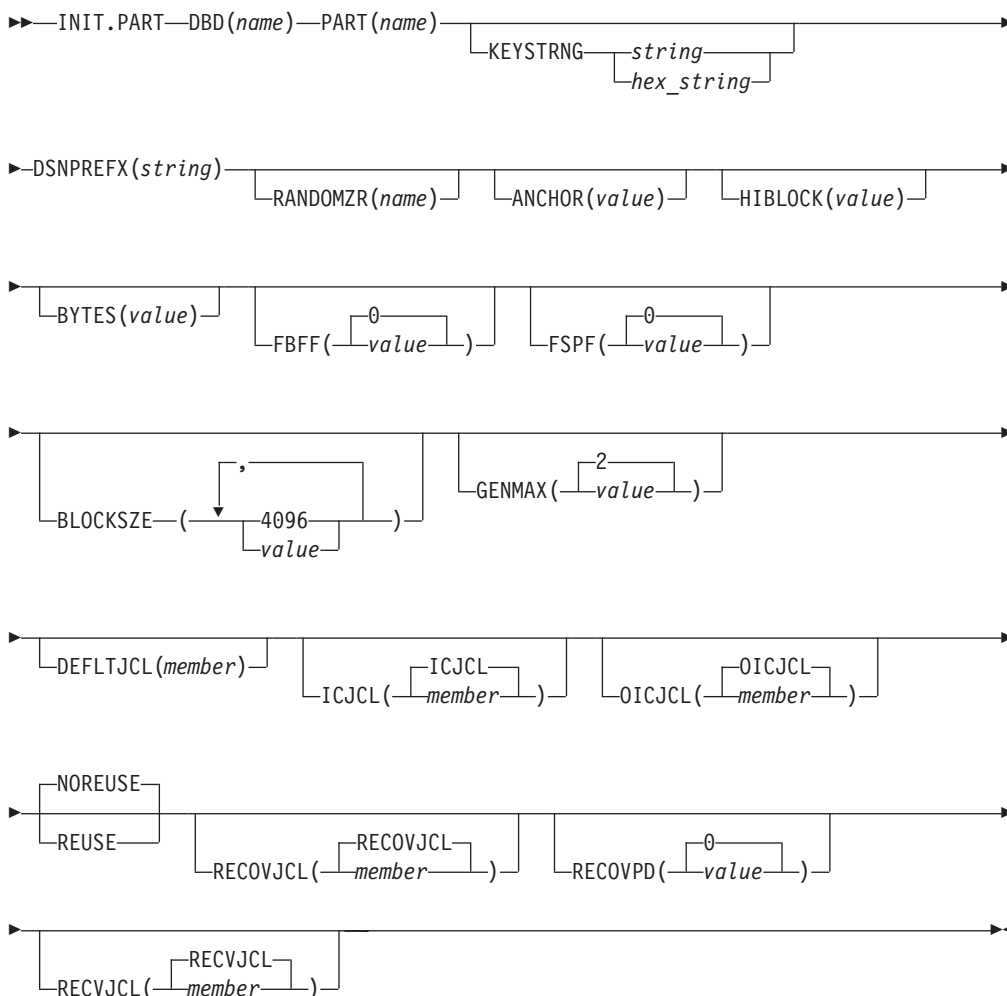 INIT.PART DBD(name) PART(name)
KEYSTRNG string
hex_string
DSNPREFX(string)
RANDOMZR(name) ANCHOR(value) HIBLOCK(value)
BYTES(value)
0
FBFF( value )
0
FSPF( value )
,
BLOCKSZE ( 4096 )
value
2
GENMAX( value )
DEFLTJCL(member)
ICJCL
ICJCL( member )
OICJCL
OICJCL( member )
NOREUSE
REUSE
RECOVJCL
RECOVJCL( member )
0
RECOVPD( value )
RECVJCL
RECVJCL( member )